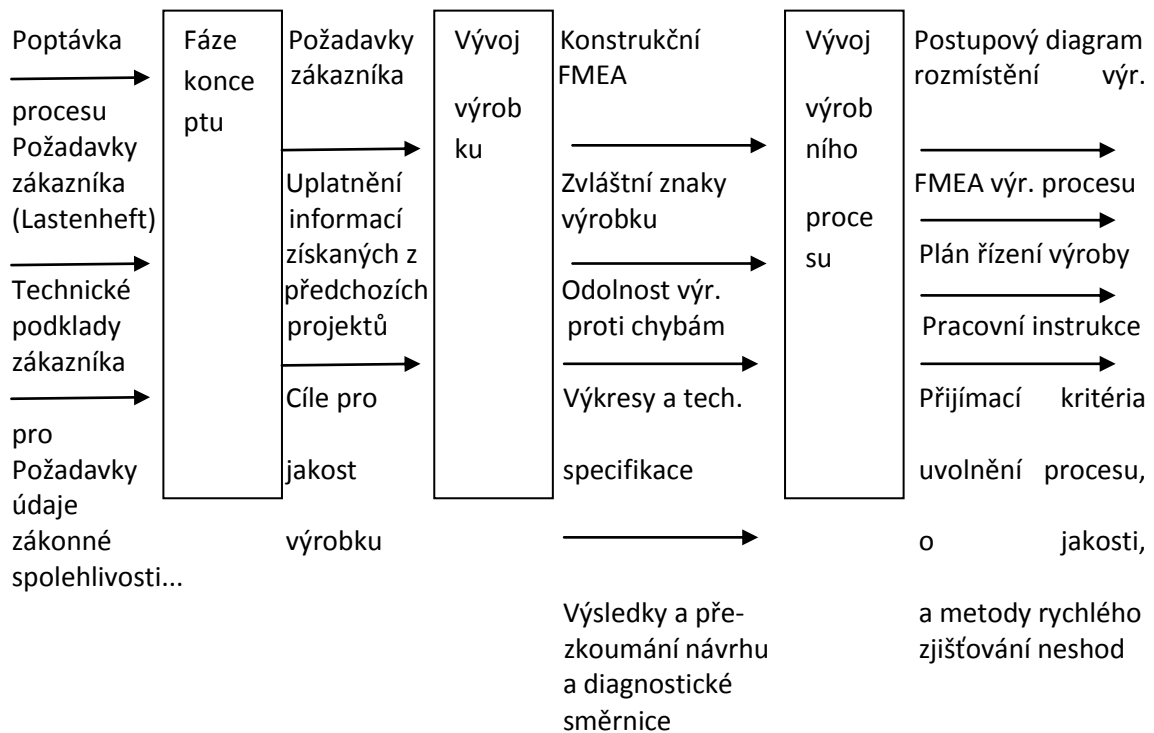 Poptávka
procesu
Požadavky
zákazníka
(Lastenheft)
Technické
podklady
zákazníka
pro
Požadavky
údaje
zákonné
spolehlivosti...
Fáze
konce
ptu
Požadavky
zákazníka
Uplatnění
informací
získaných z
předchozích
projektů
Cíle pro
jakost
výrobku
Vývoj
výrob
ku
Konstrukční
FMEA
Zvláštní znaky
výrobku
Odolnost výr.
proti chybám
Výkresy a tech.
specifikace
Výsledky a pře-
zkoumání návrhu
a diagnostické
směrnice
Vývoj
výrob
ního
proce
su
Postupový diagram
rozmístění výr.
FMEA výr. procesu
Plán řízení výroby
Pracovní instrukce
Přijímací kritéria
uvolnění procesu,
o jakosti,
a metody rychlého
zjišťování neshod